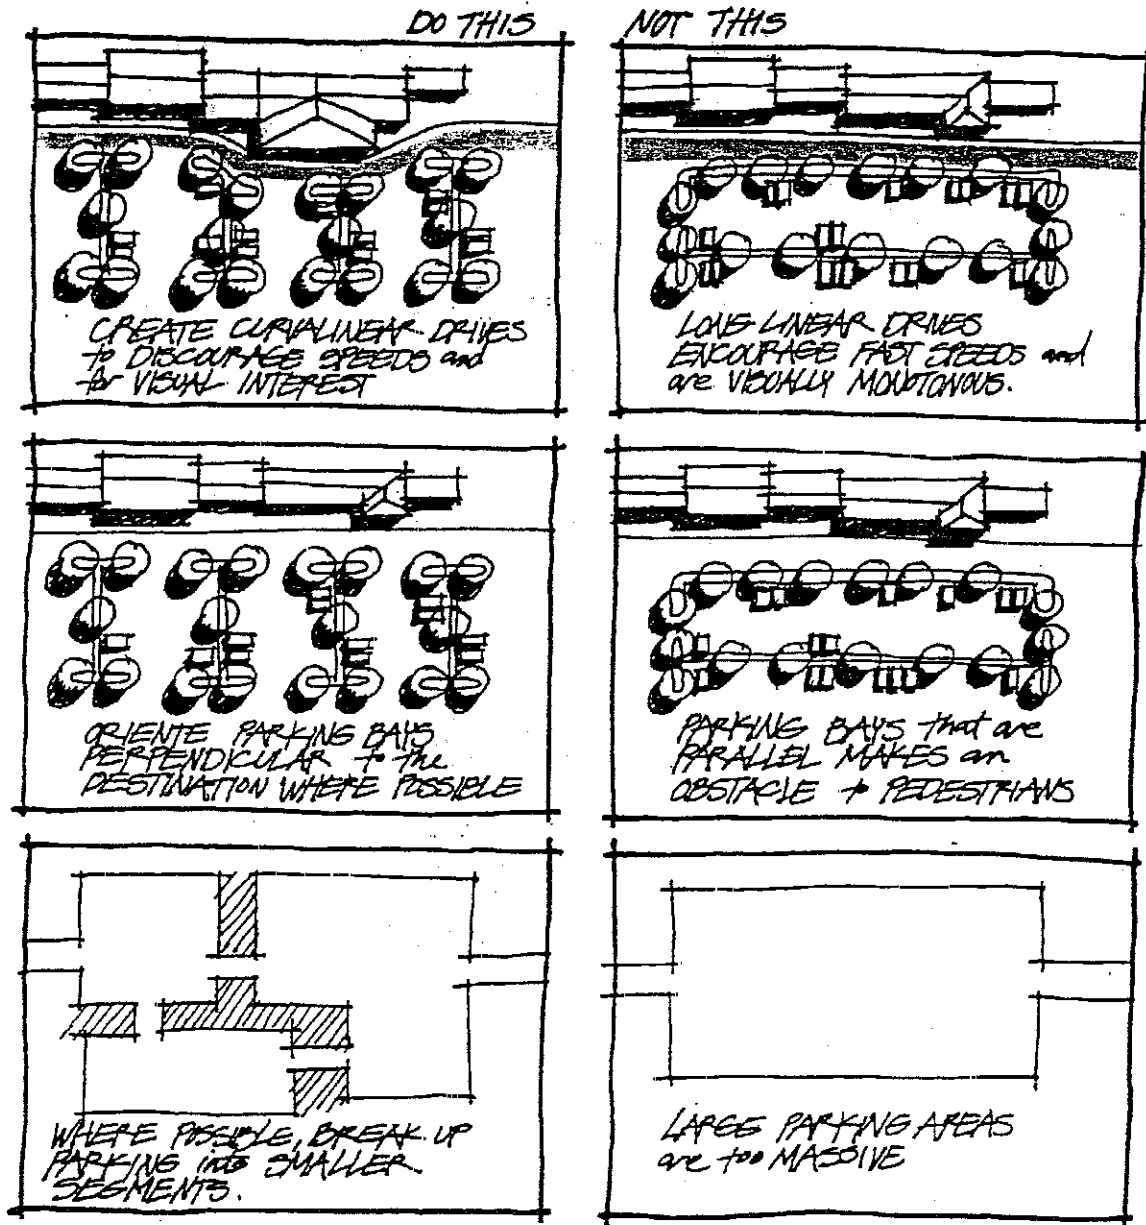 DO THIS
NOT THIS
CREATE CURVALINEAR DRIVES
to DISCOURAGE SPEEDS and
for VISUAL INTEREST
LONG LINEAR DRIVES
ENCOURAGE FAST SPEEDS and
are VISUALLY MONOTONOUS.
ORIENTE PARKING BAYS
PERPENDICULAR to the
DESTINATION WHERE POSSIBLE
PARKING BAYS that are
PARALLEL MAKES an
OBSTACLE to PEDESTRIANS
WHERE POSSIBLE, BREAK UP
PARKING into SMALLER
SEGMENTS.
LARGE PARKING AREAS
are too MASSIVE